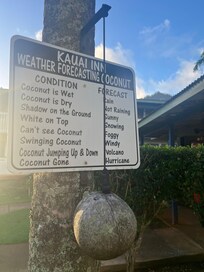 KAUAI INN
WEATHER FORECASTING COCONUT
CONDITION FORECAST
Coconut is Wet Rain
Coconut is Dry Not Raining
Shadow on the Ground Sunny
White on Top Snowing
Can't see Coconut Foggy
Swinging Coconut Windy
Coconut Jumping Up & Down Volcano
Coconut Gone Hurricane